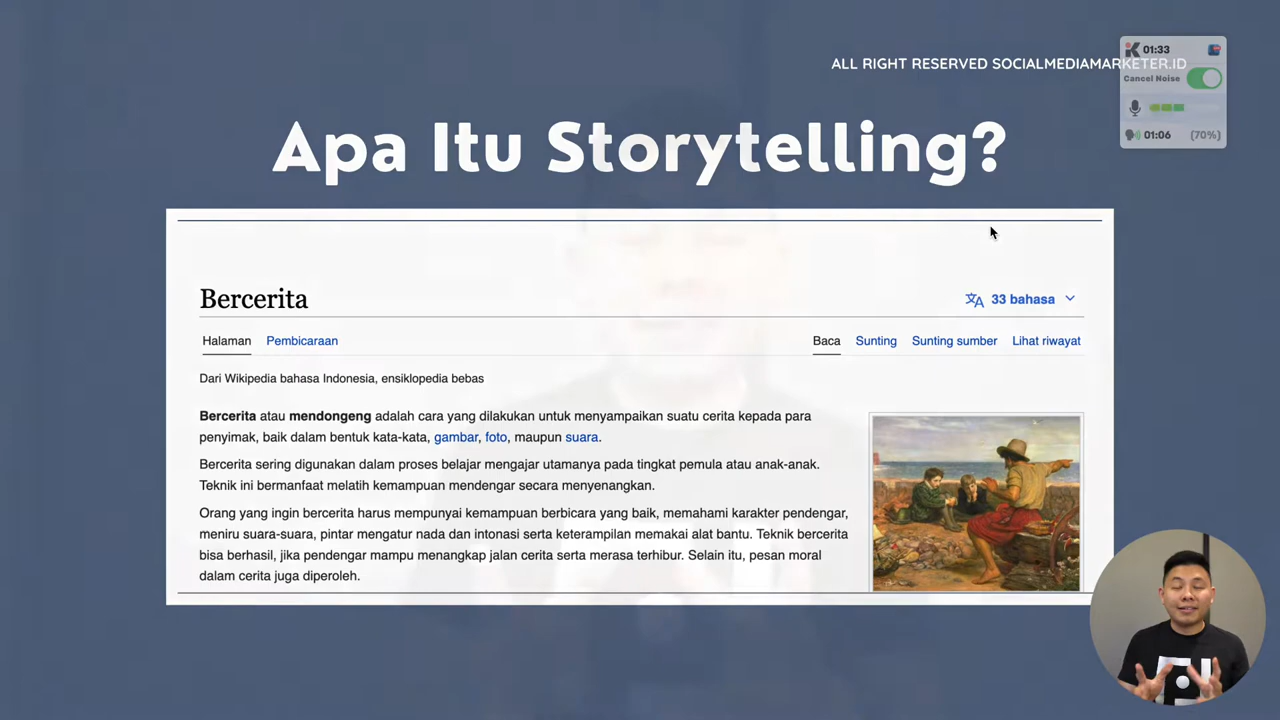 ALL RIGHT RESERVED SOCIALMEDIAMARKETER.ID
01:33
Cancel Noise
01:06 (70%)
Apa Itu Storytelling?
Bercerita
33 bahasa
Halaman Pembicaraan Baca Sunting Sunting sumber Lihat riwayat
Dari Wikipedia bahasa Indonesia, ensiklopedia bebas
Bercerita atau mendongeng adalah cara yang dilakukan untuk menyampaikan suatu cerita kepada para
penyimak, baik dalam bentuk kata-kata, gambar, foto, maupun suara.
Bercerita sering digunakan dalam proses belajar mengajar utamanya pada tingkat pemula atau anak-anak.
Teknik ini bermanfaat melatih kemampuan mendengar secara menyenangkan.
Orang yang ingin bercerita harus mempunyai kemampuan berbicara yang baik, memahami karakter pendengar,
meniru suara-suara, pintar mengatur nada dan intonasi serta keterampilan memakai alat bantu. Teknik bercerita
bisa berhasil, jika pendengar mampu menangkap jalan cerita serta merasa terhibur. Selain itu, pesan moral
dalam cerita juga diperoleh.